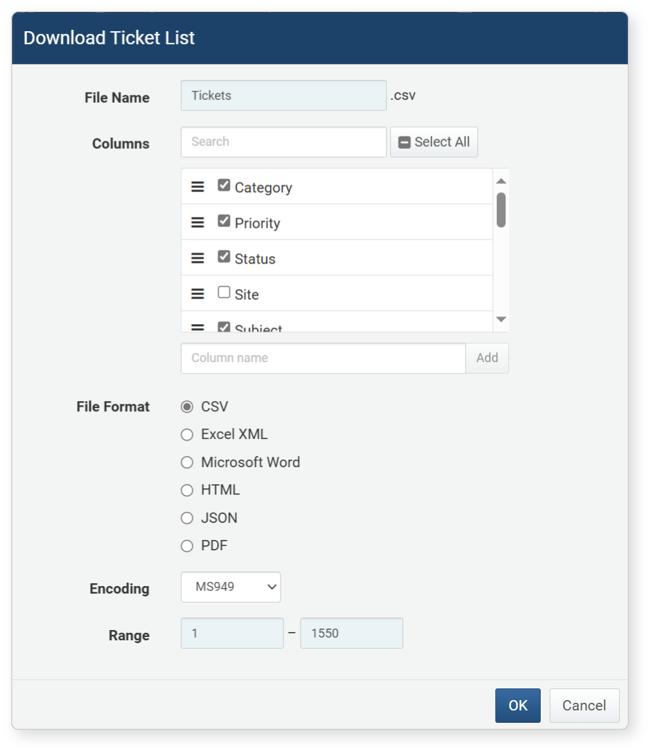 Download Ticket List
File Name Tickets .csv
Columns Search Select All
Category
Priority
Status
Site
Subject
Column name Add
File Format CSV
Excel XML
Microsoft Word
HTML
JSON
PDF
Encoding MS949
Range 1 – 1550
OK Cancel